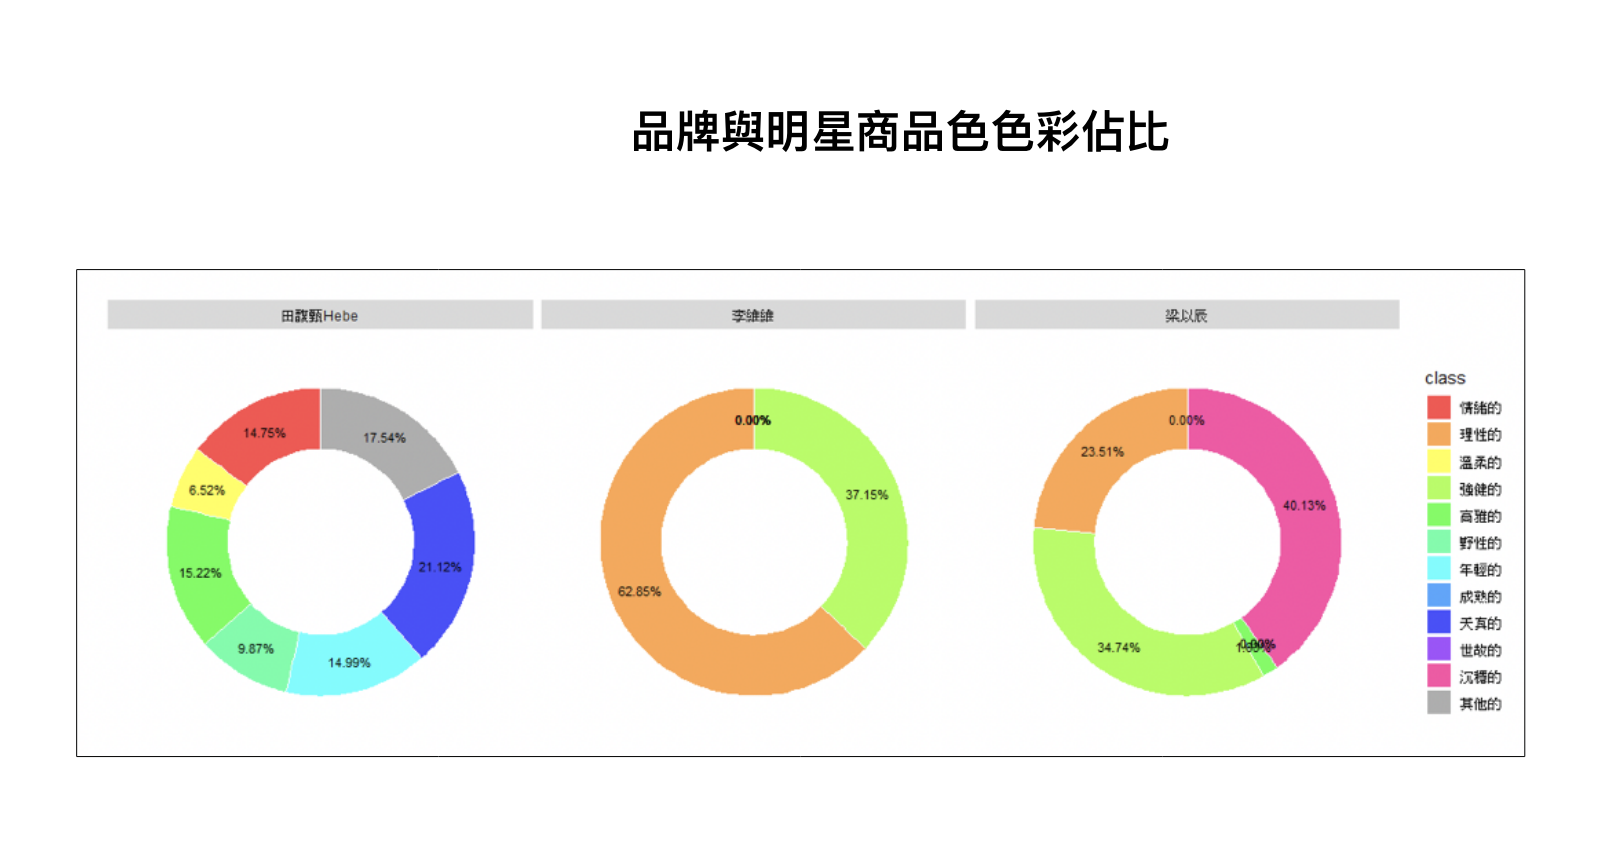 品牌與明星商品色色彩佔比
田馥甄Hebe
李維維
梁以辰
14.75%
17.54%
6.52%
21.12%
15.22%
9.87%
14.99%
0.00%
37.15%
62.85%
0.00%
23.51%
40.13%
34.74%
0.00%
class
情緒的
理性的
溫柔的
強健的
高雅的
野性的
年輕的
成熟的
天真的
世故的
沉穩的
其他的